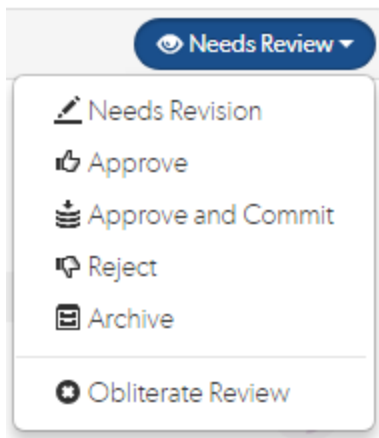 Needs Review
Needs Revision
Approve
Approve and Commit
Reject
Archive
Obliterate Review